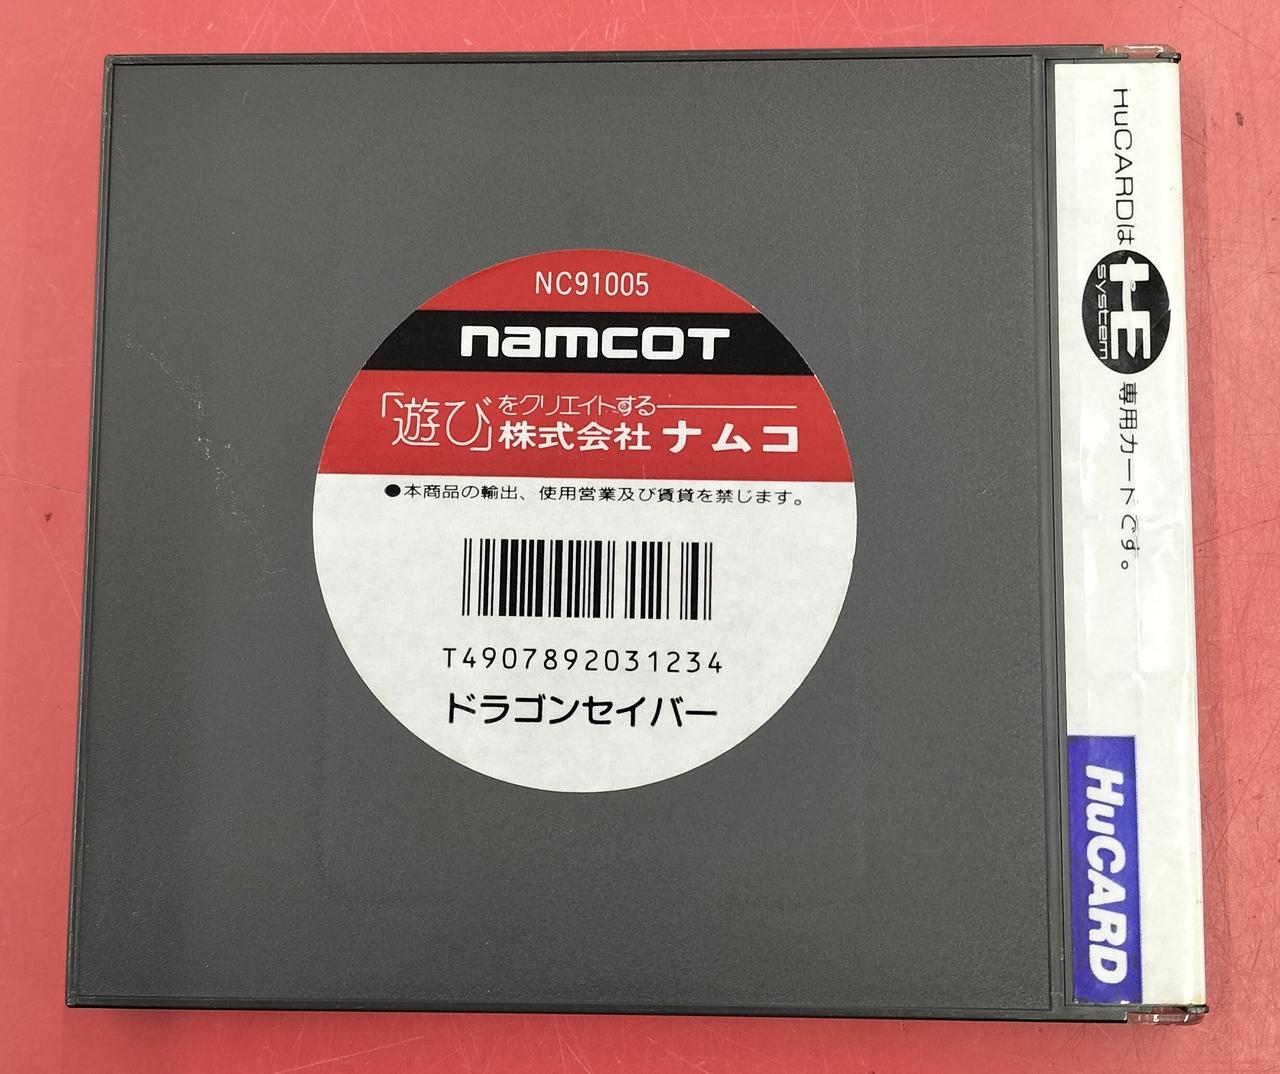 NC91005
namcot
「遊び」をクリエイトする
株式会社ナムコ
●本商品の輸出、使用営業及び賃貸を禁じます。
T4907892031234
ドラゴンセイバー
HuCARDは HE system 専用カードです。
HuCARD